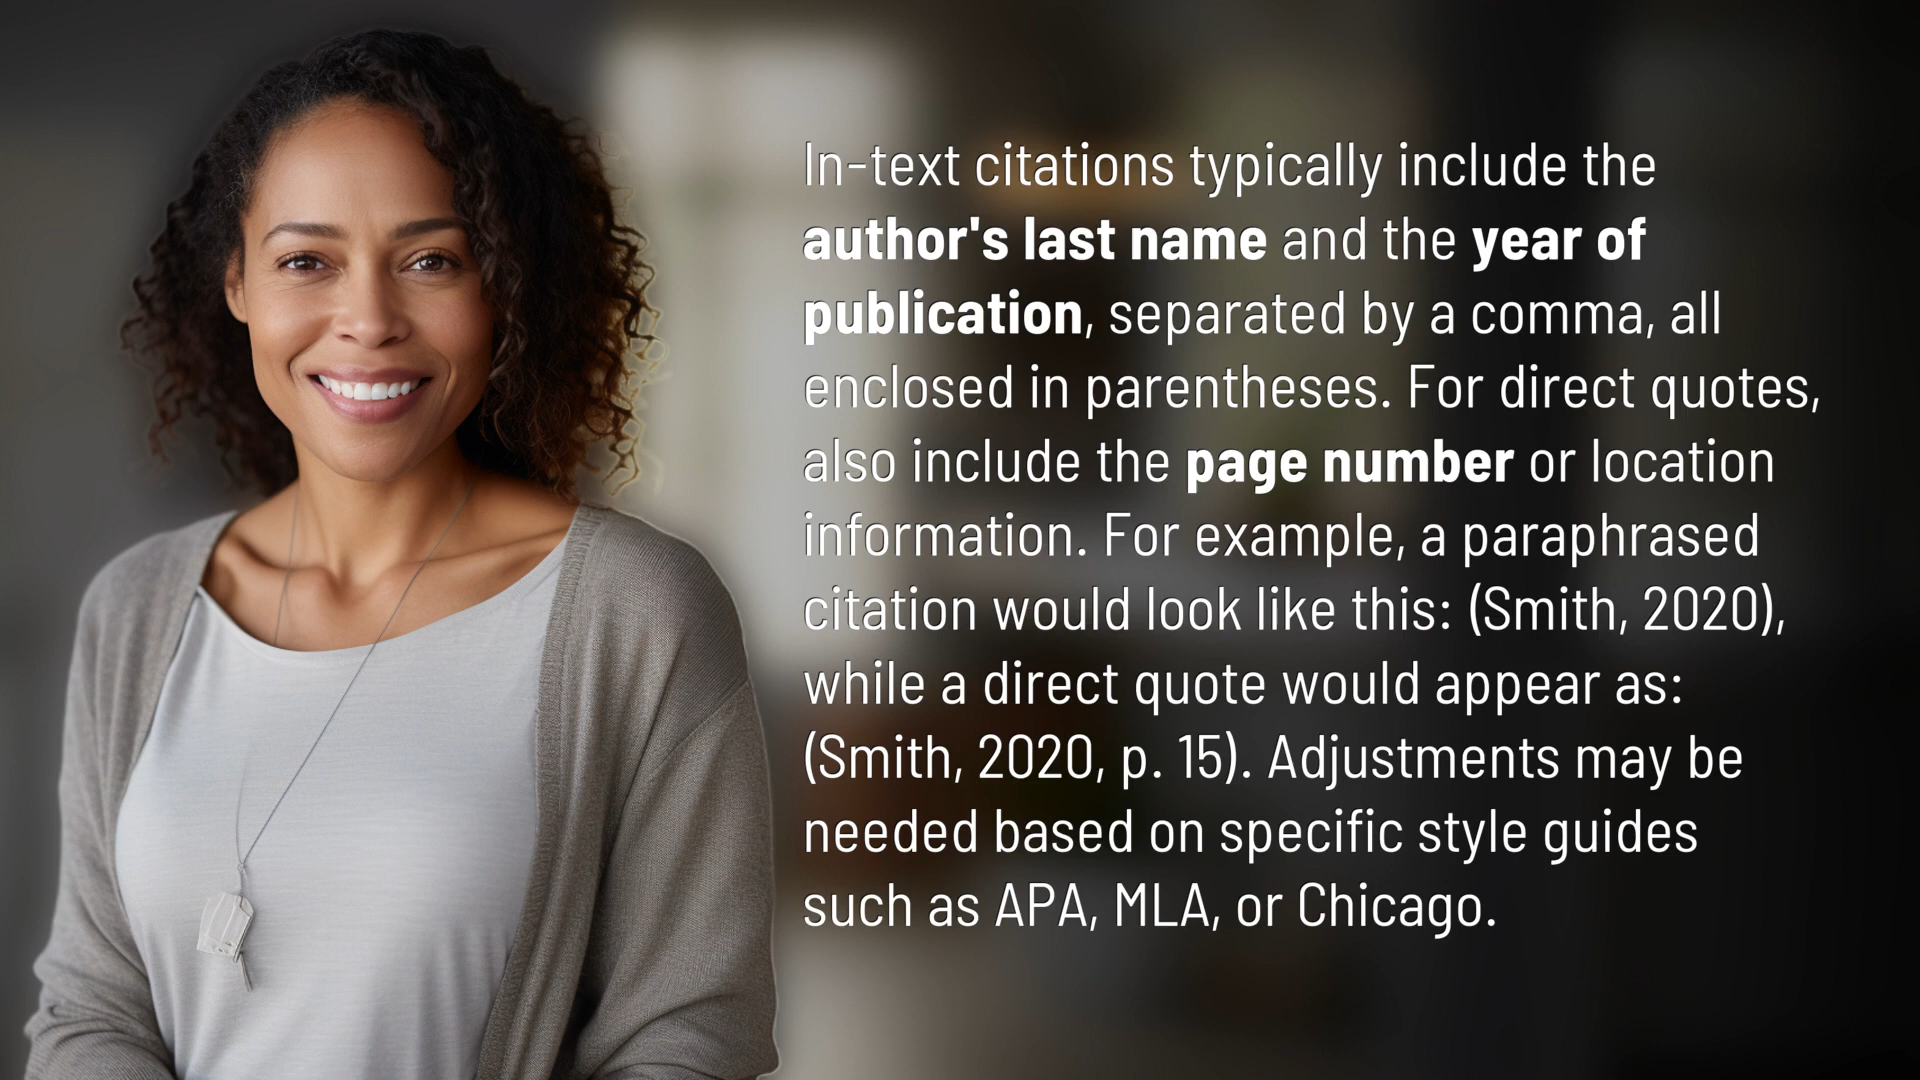 In-text citations typically include the
author's last name and the year of
publication, separated by a comma, all
enclosed in parentheses. For direct quotes,
also include the page number or location
information. For example, a paraphrased
citation would look like this: (Smith, 2020),
while a direct quote would appear as:
(Smith, 2020, p. 15). Adjustments may be
needed based on specific style guides
such as APA, MLA, or Chicago.